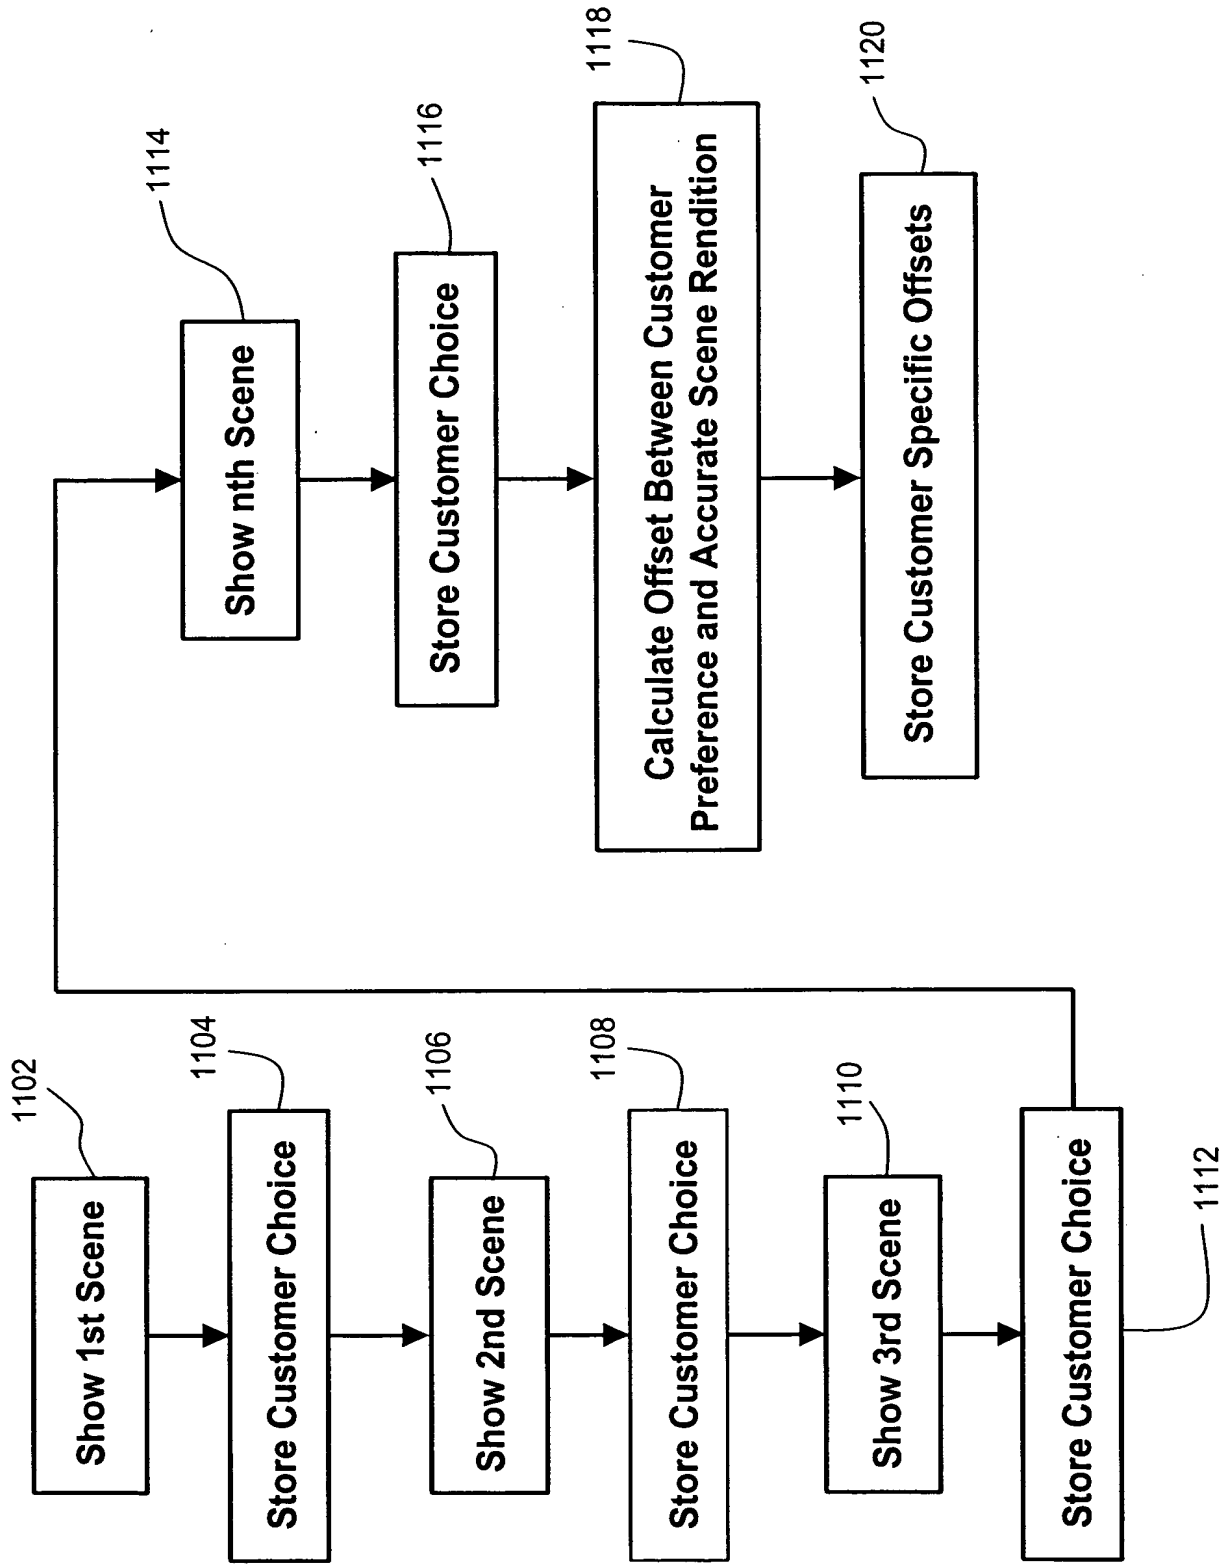 1102
Show 1st Scene
1104
Store Customer Choice
1106
Show 2nd Scene
1108
Store Customer Choice
1110
Show 3rd Scene
Store Customer Choice
1112
1114
Show nth Scene
1116
Store Customer Choice
1118
Calculate Offset Between Customer
Preference and Accurate Scene Rendition
1120
Store Customer Specific Offsets